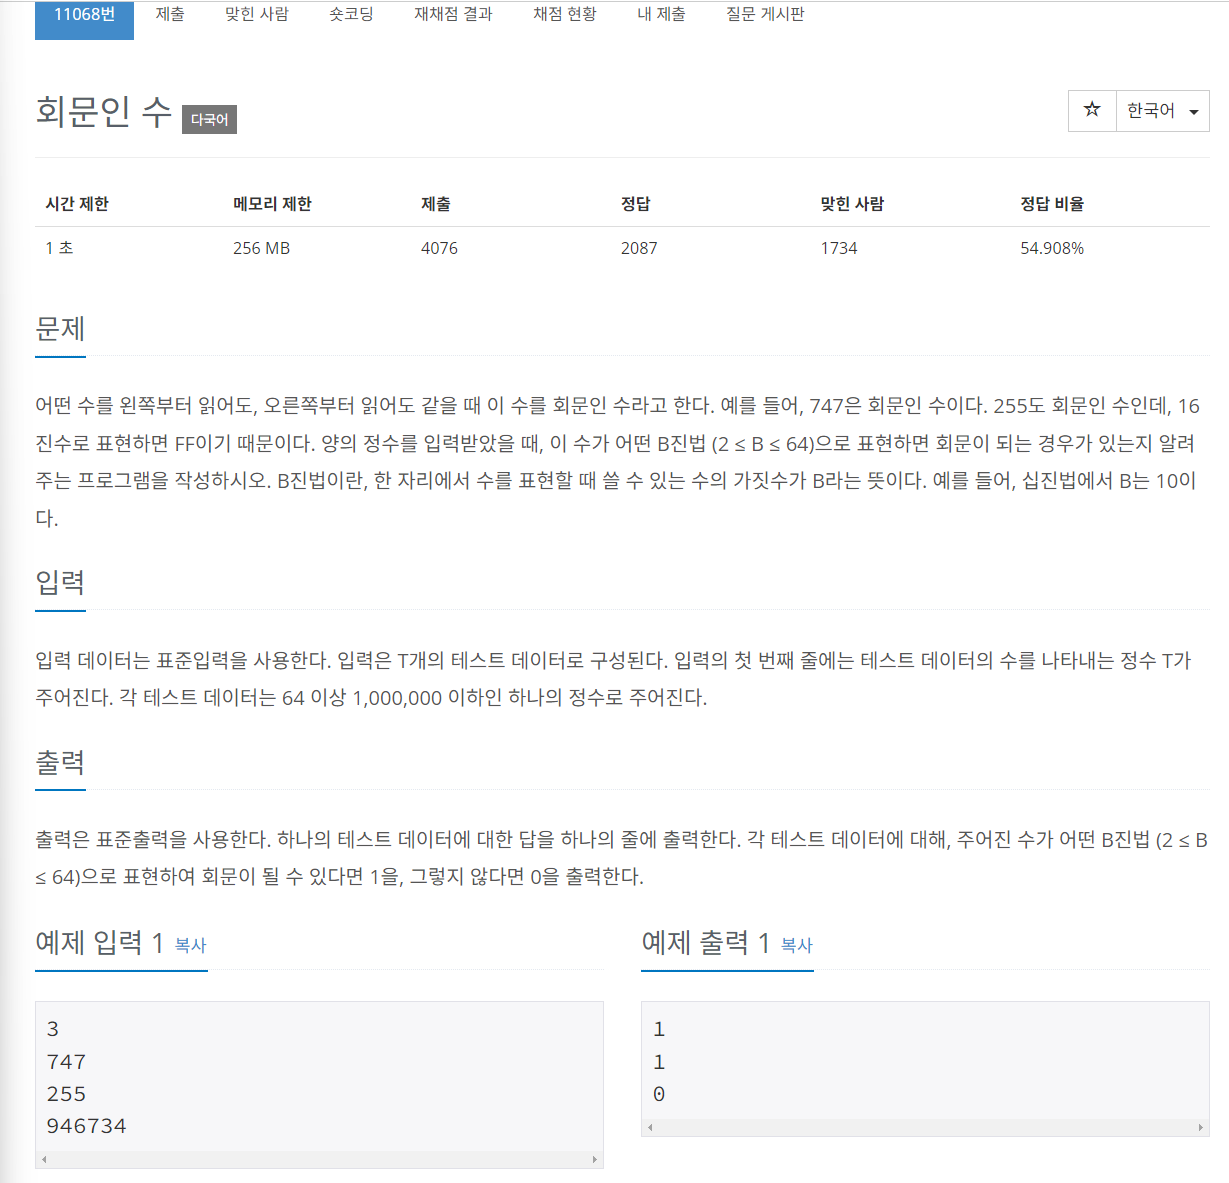 11068번 제출 맞힌 사람 숏코딩 재채점 결과 채점 현황 내 제출 질문 게시판
회문인 수 다국어 ☆ 한국어
시간 제한 메모리 제한 제출 정답 맞힌 사람 정답 비율
1 초 256 MB 4076 2087 1734 54.908%
문제
어떤 수를 왼쪽부터 읽어도, 오른쪽부터 읽어도 같을 때 이 수를 회문인 수라고 한다. 예를 들어, 747은 회문인 수이다. 255도 회문인 수인데, 16
진수로 표현하면 FF이기 때문이다. 양의 정수를 입력받았을 때, 이 수가 어떤 B진법 (2 ≤ B ≤ 64)으로 표현하면 회문이 되는 경우가 있는지 알려
주는 프로그램을 작성하시오. B진법이란, 한 자리에서 수를 표현할 때 쓸 수 있는 수의 가짓수가 B라는 뜻이다. 예를 들어, 십진법에서 B는 10이
다.
입력
입력 데이터는 표준입력을 사용한다. 입력은 T개의 테스트 데이터로 구성된다. 입력의 첫 번째 줄에는 테스트 데이터의 수를 나타내는 정수 T가
주어진다. 각 테스트 데이터는 64 이상 1,000,000 이하인 하나의 정수로 주어진다.
출력
출력은 표준출력을 사용한다. 하나의 테스트 데이터에 대한 답을 하나의 줄에 출력한다. 각 테스트 데이터에 대해, 주어진 수가 어떤 B진법 (2 ≤ B
≤ 64)으로 표현하여 회문이 될 수 있다면 1을, 그렇지 않다면 0을 출력한다.
예제 입력 1 복사
3
747
255
946734
예제 출력 1 복사
1
1
0